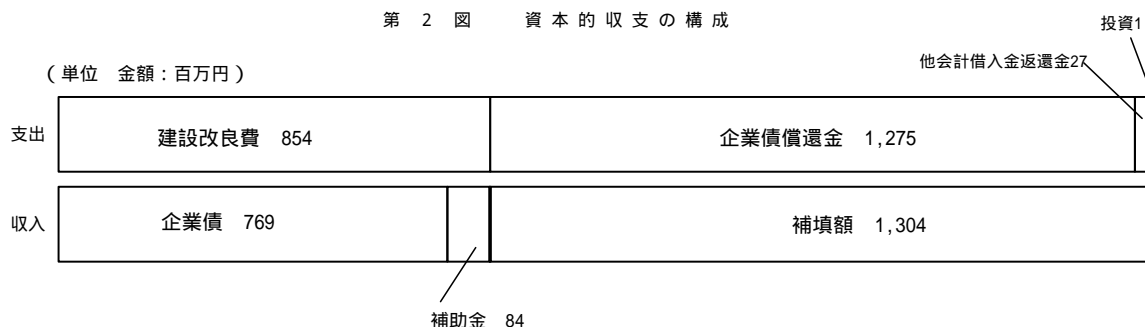 第 2 図 資本的収支の構成
投資1
他会計借入金返還金27
(単位 金額:百万円)
支出 建設改良費 854 企業債償還金 1,275
収入 企業債 769 補填額 1,304
補助金 84